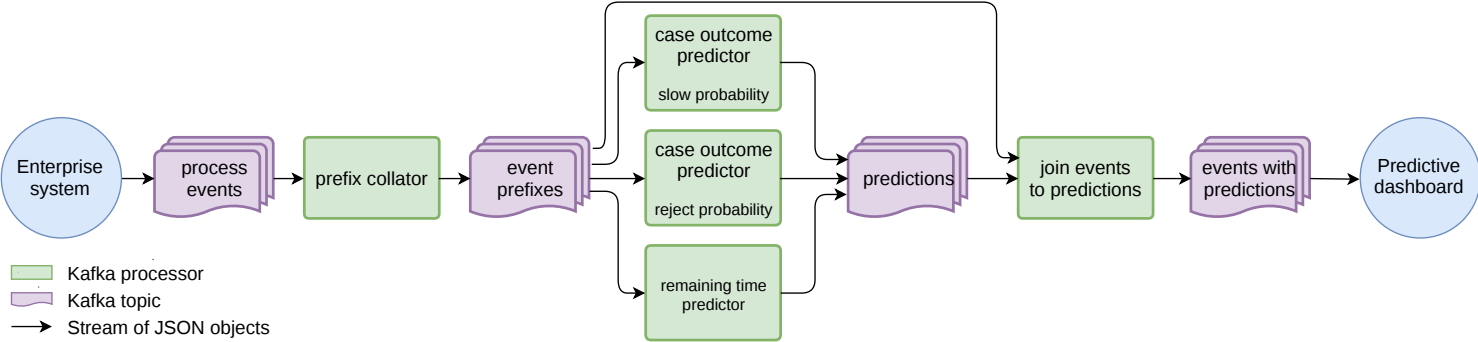 Enterprise
system
process
events
prefix collator
event
prefixes
case outcome
predictor
slow probability
case outcome
predictor
reject probability
remaining time
predictor
predictions
join events
to predictions
events with
predictions
Predictive
dashboard
Kafka processor
Kafka topic
Stream of JSON objects